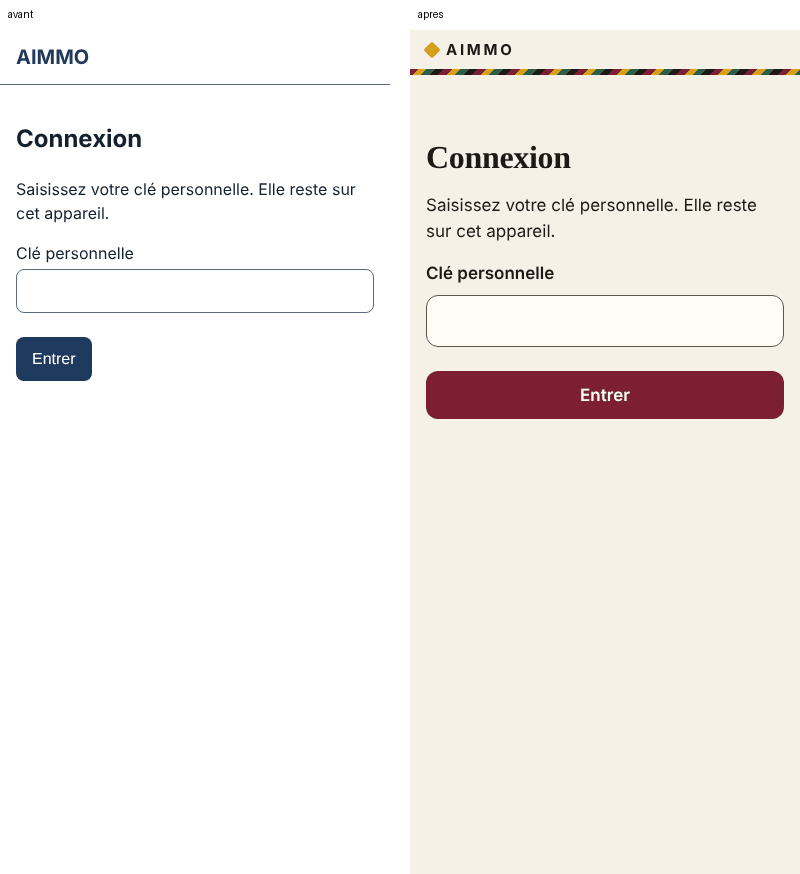 avant
AIMMO
Connexion
Saisissez votre clé personnelle. Elle reste sur
cet appareil.
Clé personnelle
Entrer
apres
AIMMO
Connexion
Saisissez votre clé personnelle. Elle reste
sur cet appareil.
Clé personnelle
Entrer